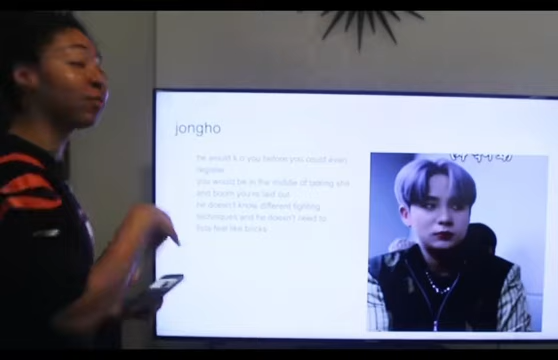 jongho
he would k.o you before you could even
register
you would be in the middle of talking shit
and boom you're laid out
he doesn't know different fighting
techniques and he doesn't need to
fists feel like bricks